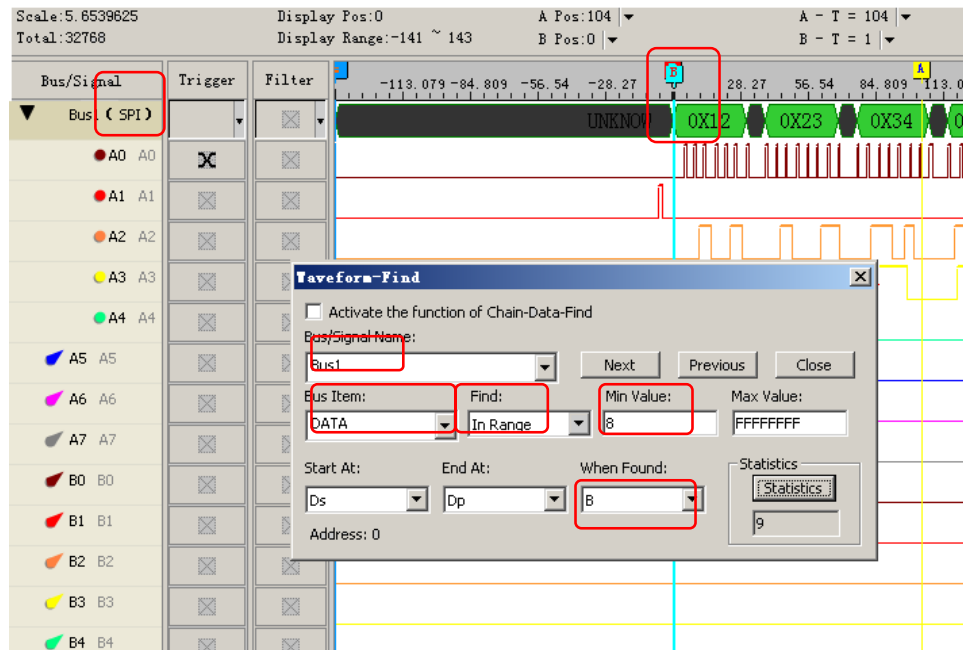 Scale:5.6539625 Display Pos:0 A Pos:104 A - T = 104
Total:32768 Display Range:-141 ~ 143 B Pos:0 B - T = 1
Bus/Signal Trigger Filter -113.079 -84.809 -56.54 -28.27 B 28.27 56.54 84.809 A 113.0
Bus1 (SPI) UNKNOW 0X12 0X23 0X34 0
A0 A0
A1 A1
A2 A2
A3 A3
A4 A4
A5 A5
A6 A6
A7 A7
B0 B0
B1 B1
B2 B2
B3 B3
B4 B4
Waveform-Find
Activate the function of Chain-Data-Find
Bus/Signal Name:
Bus1 Next Previous Close
Bus Item: Find: Min Value: Max Value:
DATA In Range 8 FFFFFFFF
Start At: End At: When Found: Statistics
Ds Dp B Statistics
Address: 0 9